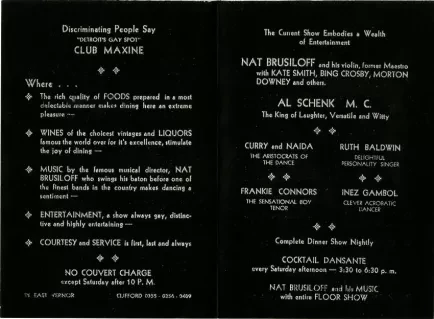 Discriminating People Say
"DETROIT'S GAY SPOT"
CLUB MAXINE
Where . . .
The rich quality of FOODS prepared in a most
delectable manner makes dining here an extreme
pleasure —
WINES of the choicest vintages and LIQUORS
famous the world over for it's excellence, stimulate
the joy of dining —
MUSIC by the famous musical director, NAT
BRUSILOFF who swings his baton before one of
the finest bands in the country makes dancing a
sentiment —
ENTERTAINMENT, a show always gay, distinc-
tive and highly entertaining —
COURTESY and SERVICE is first, last and always
NO COUVERT CHARGE
except Saturday after 10 P. M.
EAST VERNOR
CLIFFORD
The Current Show Embodies a Wealth
of Entertainment
NAT BRUSILOFF and his violin, former Maestro
with KATE SMITH, BING CROSBY, MORTON
DOWNEY and others.
AL SCHENK M. C.
The King of Laughter, Versatile and Witty
CURRY and NAIDA
THE ARISTOCRATS OF
THE DANCE
RUTH BALDWIN
DELIGHTFUL
PERSONALITY SINGER
FRANKIE CONNORS
THE SENSATIONAL BOY
TENOR
INEZ GAMBOL
CLEVER ACROBATIC
DANCER
Complete Dinner Show Nightly
COCKTAIL DANSANTE
every Saturday afternoon — 3:30 to 6:30 p. m.
NAT BRUSILOFF and his MUSIC
with entire FLOOR SHOW